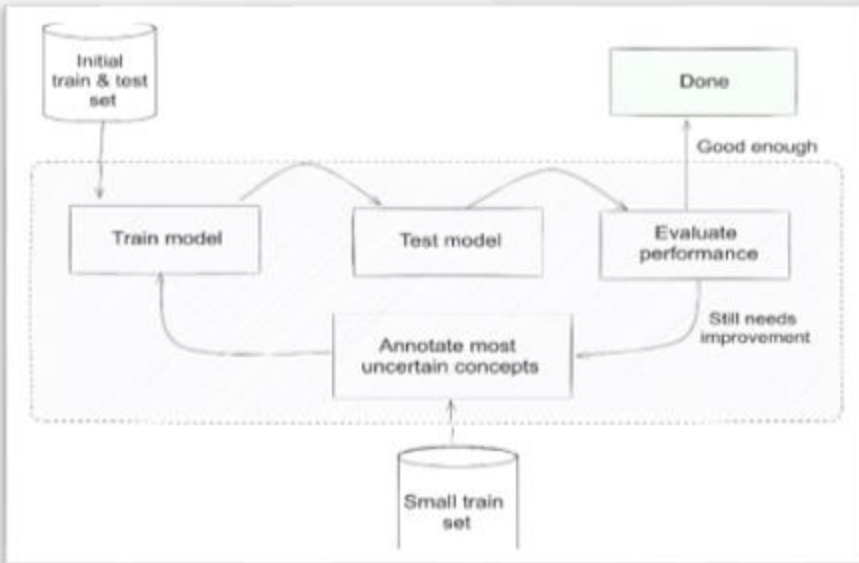 Initial
train & test
set
Done
Good enough
Train model
Test model
Evaluate
performance
Still needs
improvement
Annotate most
uncertain concepts
Small train
set